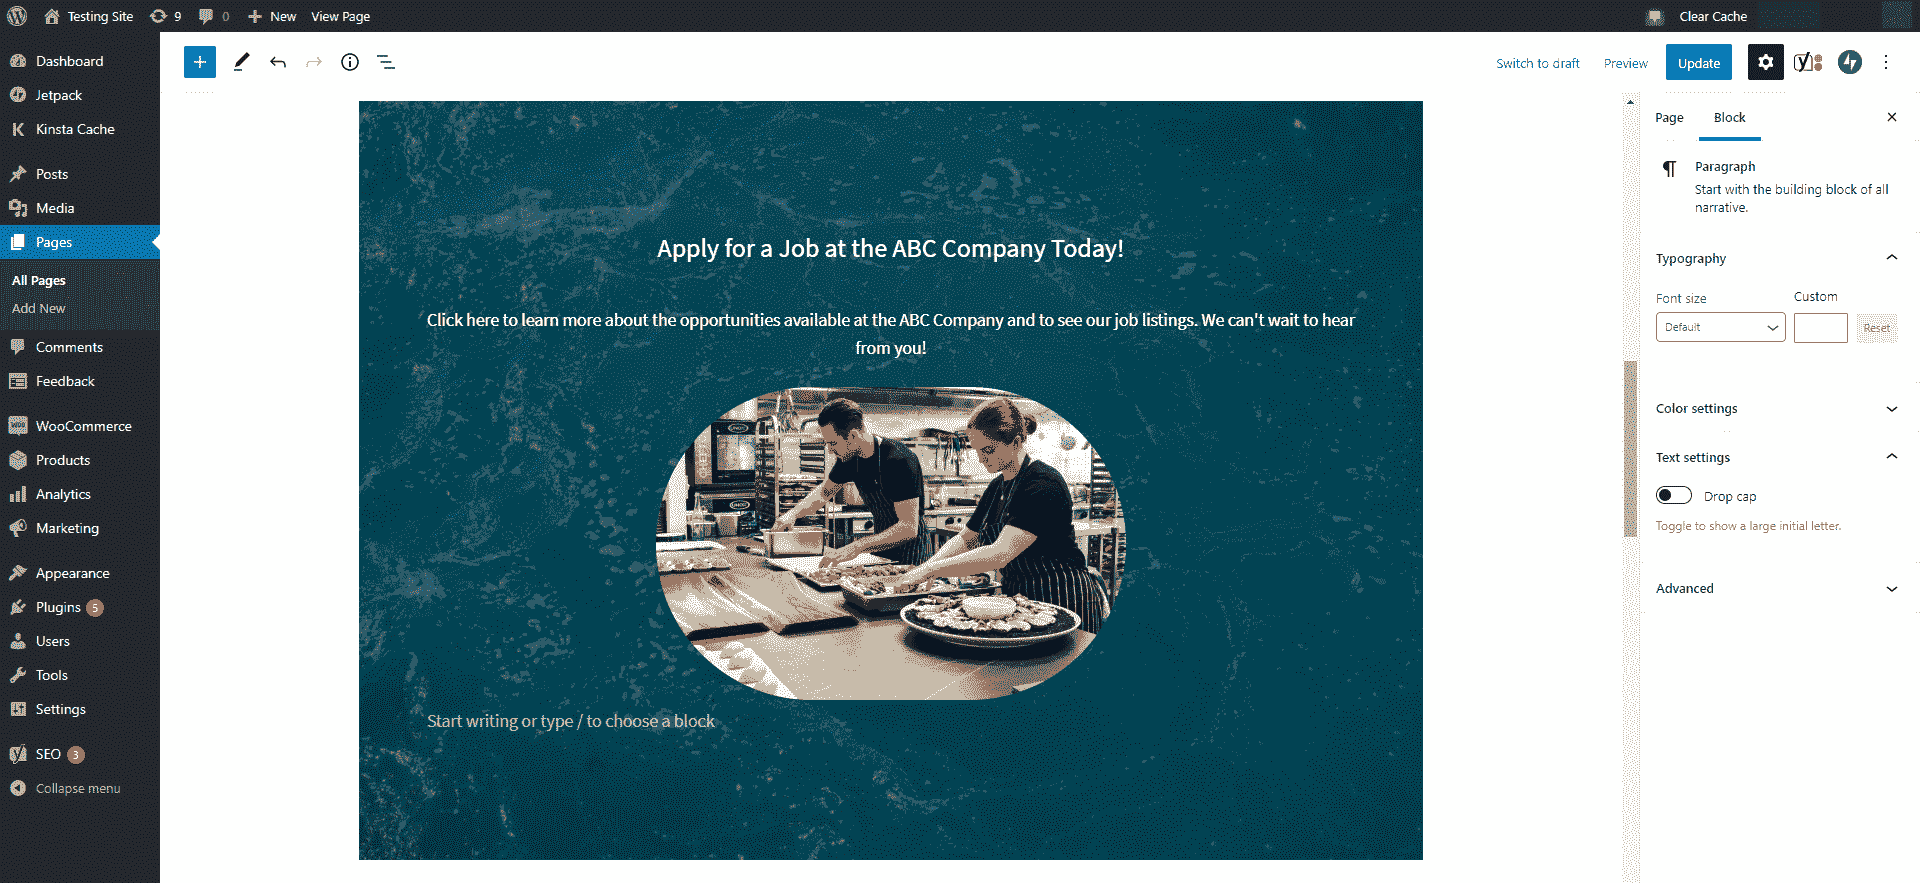 Testing Site 9 0 New View Page Clear Cache
Dashboard
Jetpack
Kinsta Cache
Posts
Media
Pages
All Pages
Add New
Comments
Feedback
WooCommerce
Products
Analytics
Marketing
Appearance
Plugins 5
Users
Tools
Settings
SEO 3
Collapse menu
Switch to draft Preview Update
Apply for a Job at the ABC Company Today!
Click here to learn more about the opportunities available at the ABC Company and to see our job listings. We can't wait to hear
from you!
Start writing or type / to choose a block
Page Block
Paragraph
Start with the building block of all
narrative.
Typography
Font size Custom
Default Reset
Color settings
Text settings
Drop cap
Toggle to show a large initial letter.
Advanced